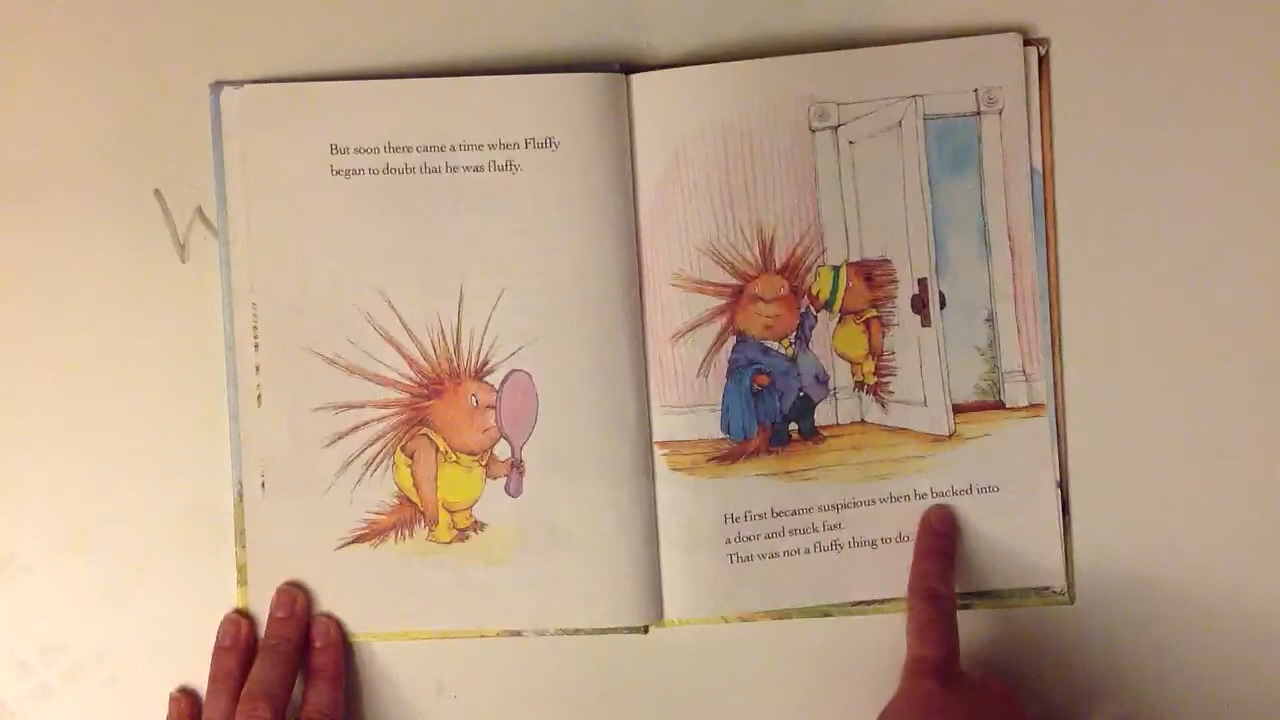 But soon there came a time when Fluffy
began to doubt that he was fluffy.
He first became suspicious when he backed into
a door and stuck fast.
That was not a fluffy thing to do.